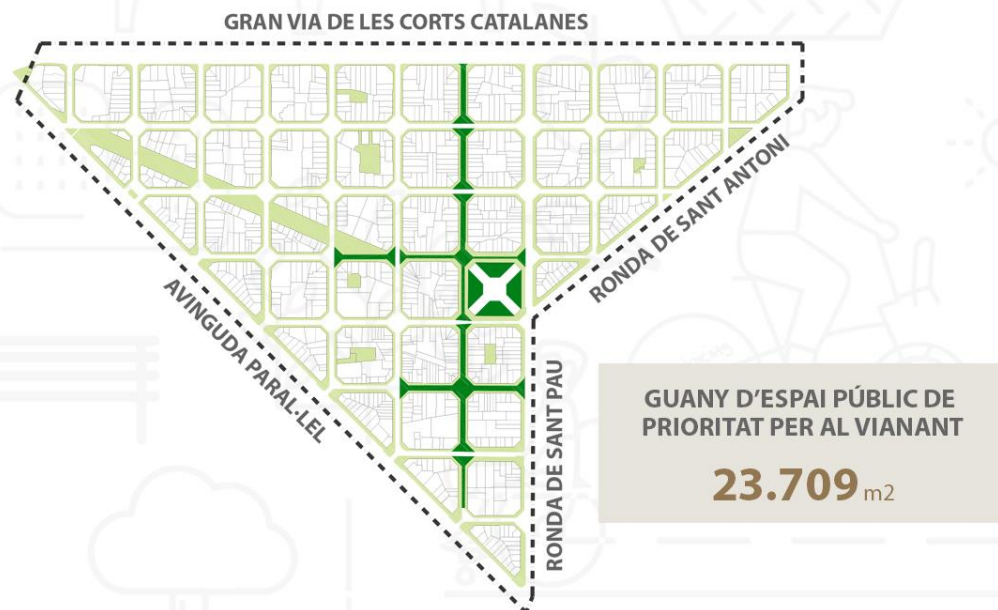 GRAN VIA DE LES CORTS CATALANES
RONDA DE SANT ANTONI
AVINGUDA PARAL·LEL
RONDA DE SANT PAU
GUANY D'ESPAI PÚBLIC DE
PRIORITAT PER AL VIANANT
23.709 m2